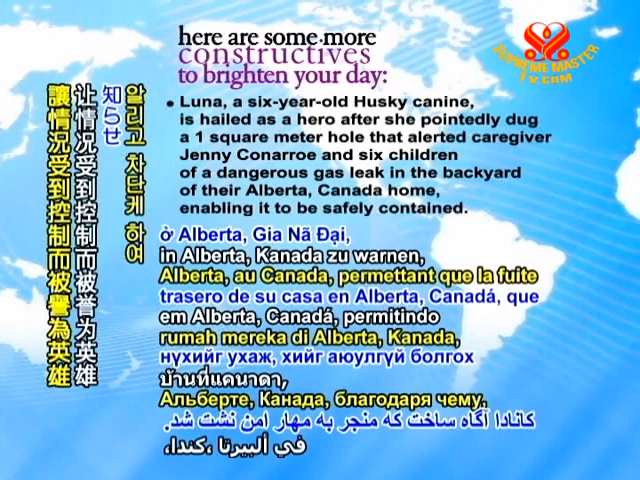 here are some more
constructives
to brighten your day:
SUPREME MASTER
TV.COM
• Luna, a six-year-old Husky canine,
is hailed as a hero after she pointedly dug
a 1 square meter hole that alerted caregiver
Jenny Conarroe and six children
of a dangerous gas leak in the backyard
of their Alberta, Canada home,
enabling it to be safely contained.
알리고 차단케 하여
知らせ
让情况受到控制而被誉为英雄
讓情況受到控制而被譽為英雄
ở Alberta, Gia Nã Đại,
in Alberta, Kanada zu warnen,
Alberta, au Canada, permettant que la fuite
trasero de su casa en Alberta, Canadá, que
em Alberta, Canadá, permitindo
rumah mereka di Alberta, Kanada,
нүхийг ухаж, хийг аюулгүй болгох
บ้านที่แคนาดา,
Альберте, Канада, благодаря чему,
کانادا آگاه ساخت که منجر به مهار امن نشت شد.
في ألبيرتا ،كندا،